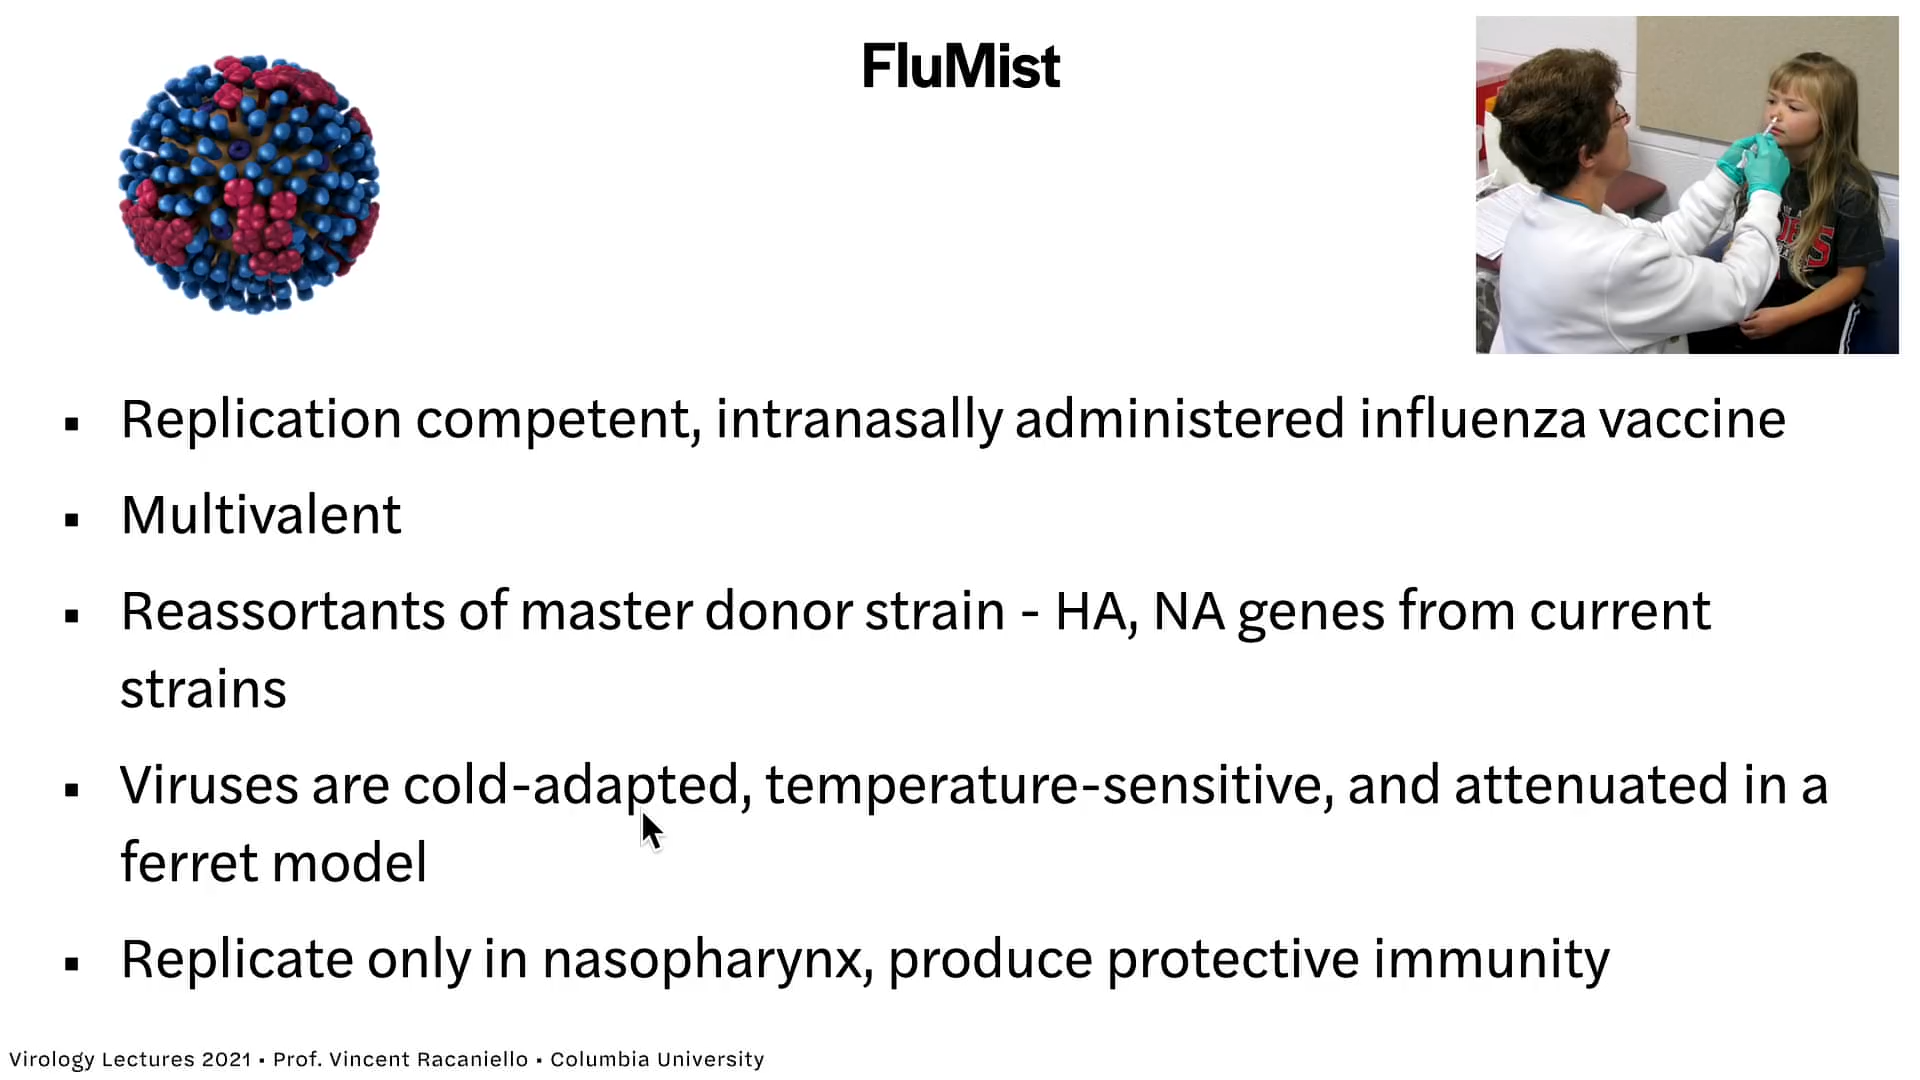 FluMist
▪ Replication competent, intranasally administered influenza vaccine
▪ Multivalent
▪ Reassortants of master donor strain - HA, NA genes from current
strains
▪ Viruses are cold-adapted, temperature-sensitive, and attenuated in a
ferret model
▪ Replicate only in nasopharynx, produce protective immunity
Virology Lectures 2021 • Prof. Vincent Racaniello • Columbia University